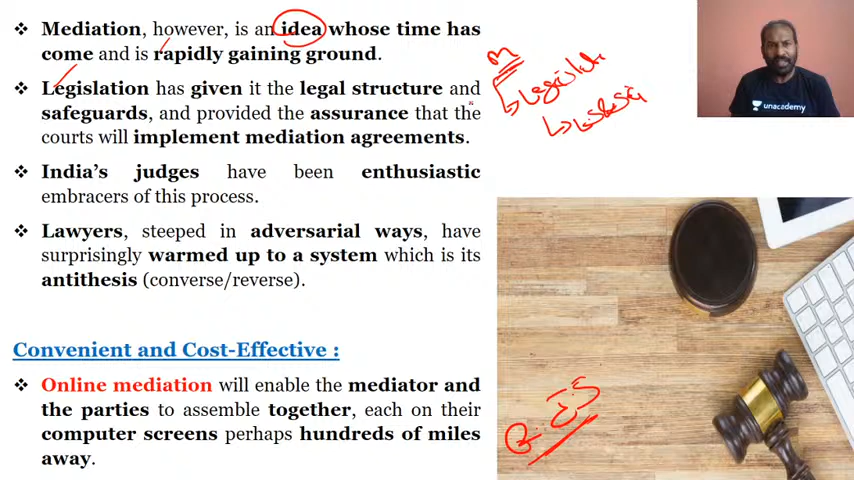 ❖ Mediation, however, is an idea whose time has
come and is rapidly gaining ground.
❖ Legislation has given it the legal structure and
safeguards, and provided the assurance that the
courts will implement mediation agreements.
❖ India's judges have been enthusiastic
embracers of this process.
❖ Lawyers, steeped in adversarial ways, have
surprisingly warmed up to a system which is its
antithesis (converse/reverse).
Convenient and Cost-Effective :
❖ Online mediation will enable the mediator and
the parties to assemble together, each on their
computer screens perhaps hundreds of miles
away.
m
unacademy